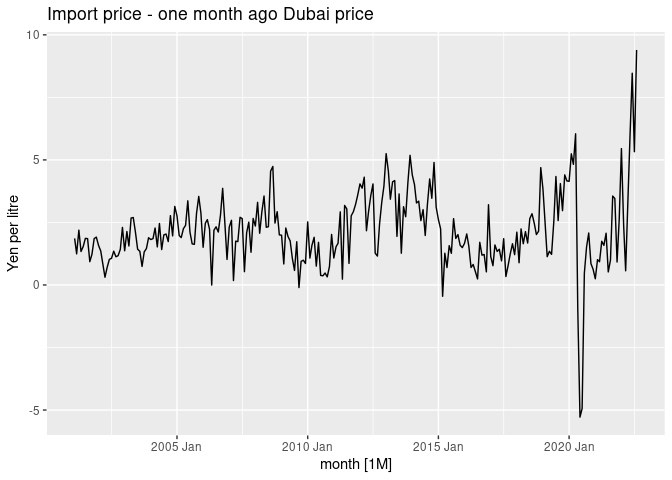 Import price - one month ago Dubai price
Yen per litre
10
5
0
-5
2005 Jan
2010 Jan
2015 Jan
2020 Jan
month [1M]